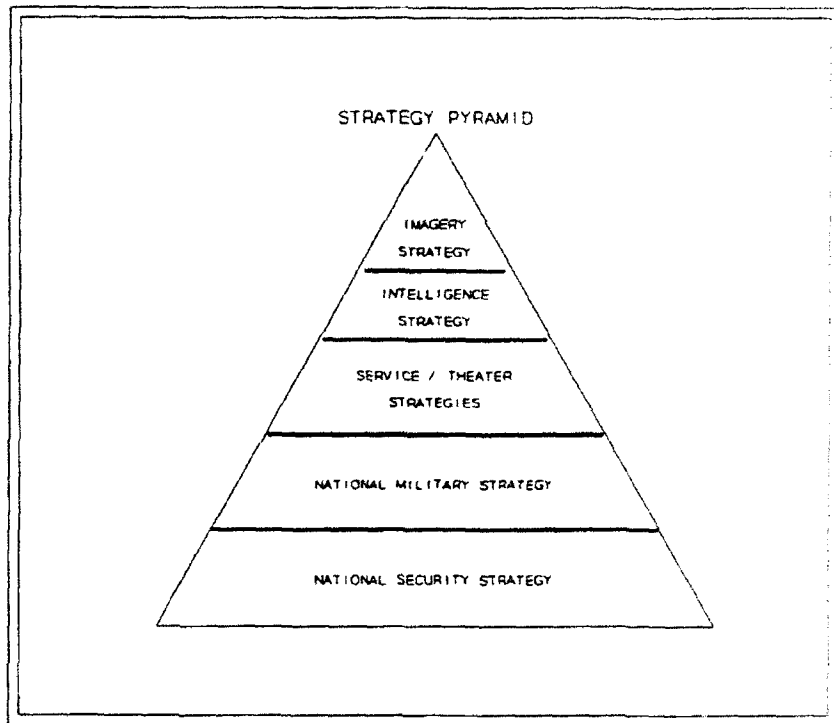 STRATEGY PYRAMID
IMAGERY
STRATEGY
INTELLIGENCE
STRATEGY
SERVICE / THEATER
STRATEGIES
NATIONAL MILITARY STRATEGY
NATIONAL SECURITY STRATEGY